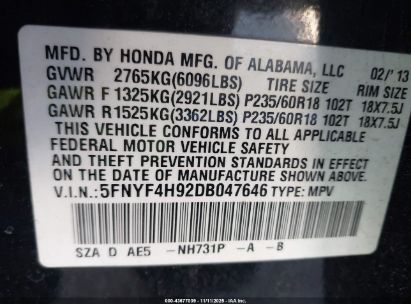 MFD. BY HONDA MFG. OF ALABAMA, LLC 02/'13
GVWR 2765KG(6096LBS) TIRE SIZE RIM SIZE
GAWR F 1325KG(2921LBS) P235/60R18 102T 18X7.5J
GAWR R 1525KG(3362LBS) P235/60R18 102T 18X7.5J
THIS VEHICLE CONFORMS TO ALL APPLICABLE
FEDERAL MOTOR VEHICLE SAFETY
AND THEFT PREVENTION STANDARDS IN EFFECT
ON THE DATE OF MANUFACTURE SHOWN ABOVE.
V.I.N.: 5FNYF4H92DB047646 TYPE: MPV
SZA D AE5 -NH731P -A -B